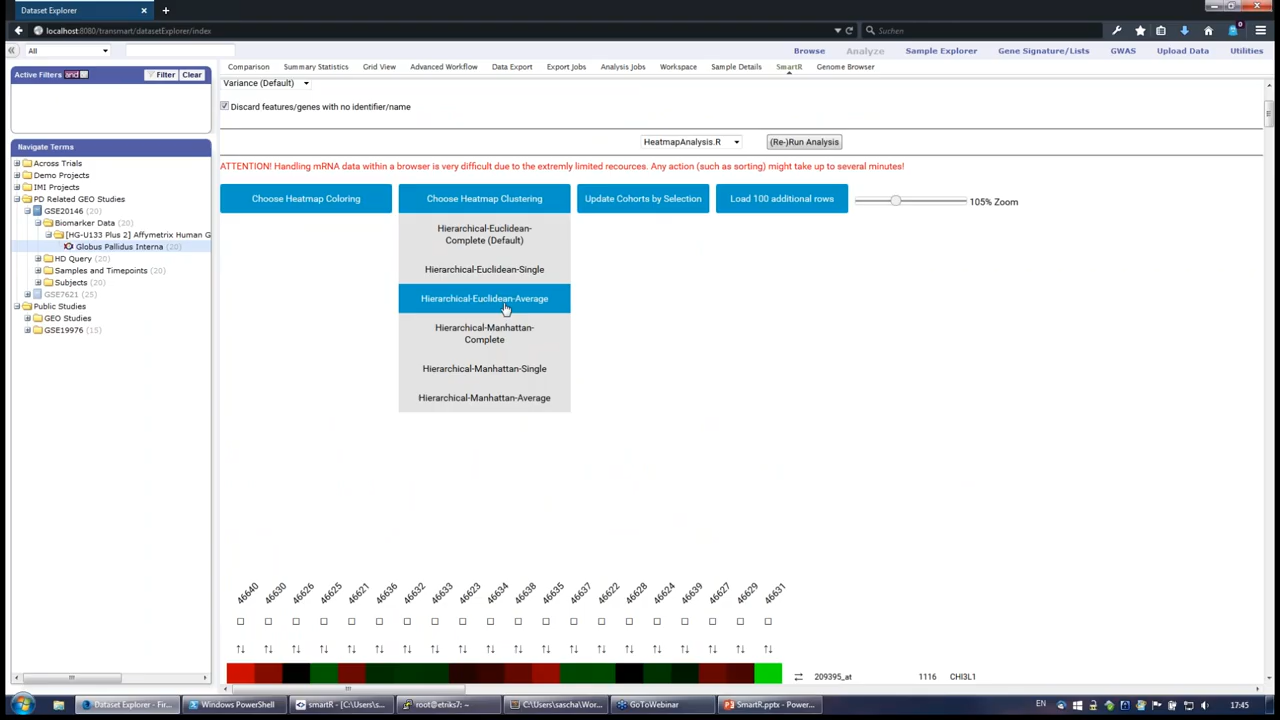 Dataset Explorer
localhost:8080/transmart/datasetExplorer/index
Suchen
All
Browse Analyze Sample Explorer Gene Signature/Lists GWAS Upload Data Utilities
Active Filters and Filter Clear
Comparison Summary Statistics Grid View Advanced Workflow Data Export Export Jobs Analysis Jobs Workspace Sample Details SmartR Genome Browser
Variance (Default)
Discard features/genes with no identifier/name
HeatmapAnalysis.R (Re-)Run Analysis
ATTENTION! Handling mRNA data within a browser is very difficult due to the extremly limited recources. Any action (such as sorting) might take up to several minutes!
Choose Heatmap Coloring Choose Heatmap Clustering Update Cohorts by Selection Load 100 additional rows 105% Zoom
Hierarchical-Euclidean-
Complete (Default)
Hierarchical-Euclidean-Single
Hierarchical-Euclidean-Average
Hierarchical-Manhattan-
Complete
Hierarchical-Manhattan-Single
Hierarchical-Manhattan-Average
Navigate Terms
Across Trials
Demo Projects
IMI Projects
PD Related GEO Studies
GSE20146 (20)
Biomarker Data (20)
[HG-U133 Plus 2] Affymetrix Human G
Globus Pallidus Interna (20)
HD Query (20)
Samples and Timepoints (20)
Subjects (20)
GSE7621 (25)
Public Studies
GEO Studies
GSE19976 (15)
46640 46630 46626 46625 46621 46636 46632 46633 46623 46634 46638 46635 46637 46622 46628 46624 46639 46627 46629 46631
209395_at 1116 CHI3L1
Dataset Explorer - Fir... Windows PowerShell smartR - [C:\Users\s... root@etriks7: ~ C:\Users\sascha\Wor... GoToWebinar SmartR.pptx - Power... EN 17:45